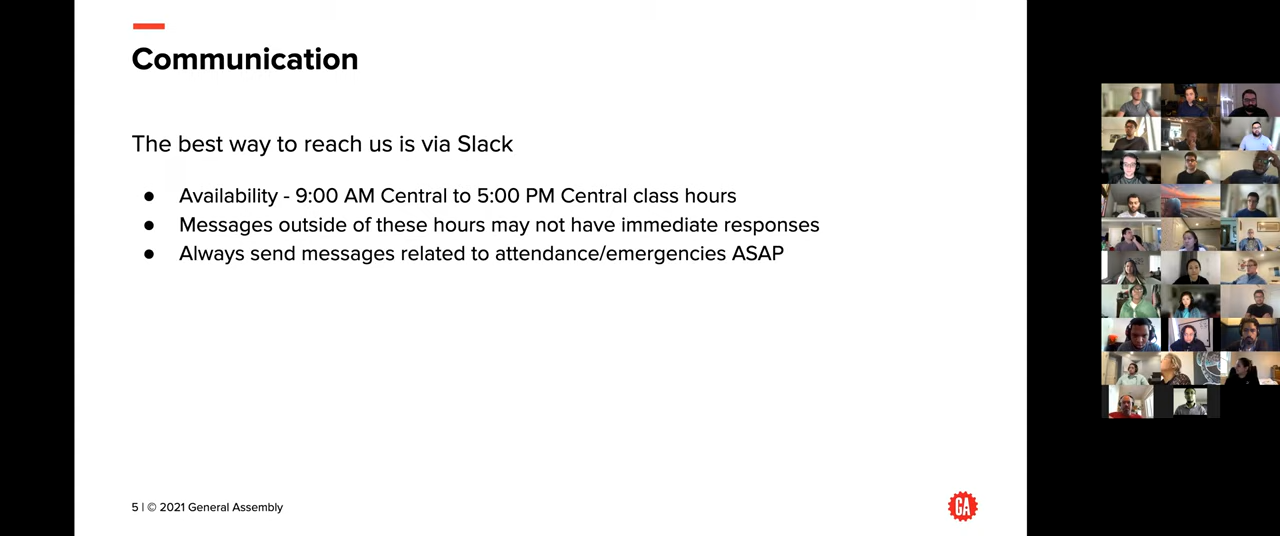 Communication
The best way to reach us is via Slack
● Availability - 9:00 AM Central to 5:00 PM Central class hours
● Messages outside of these hours may not have immediate responses
● Always send messages related to attendance/emergencies ASAP
5 | © 2021 General Assembly
GA